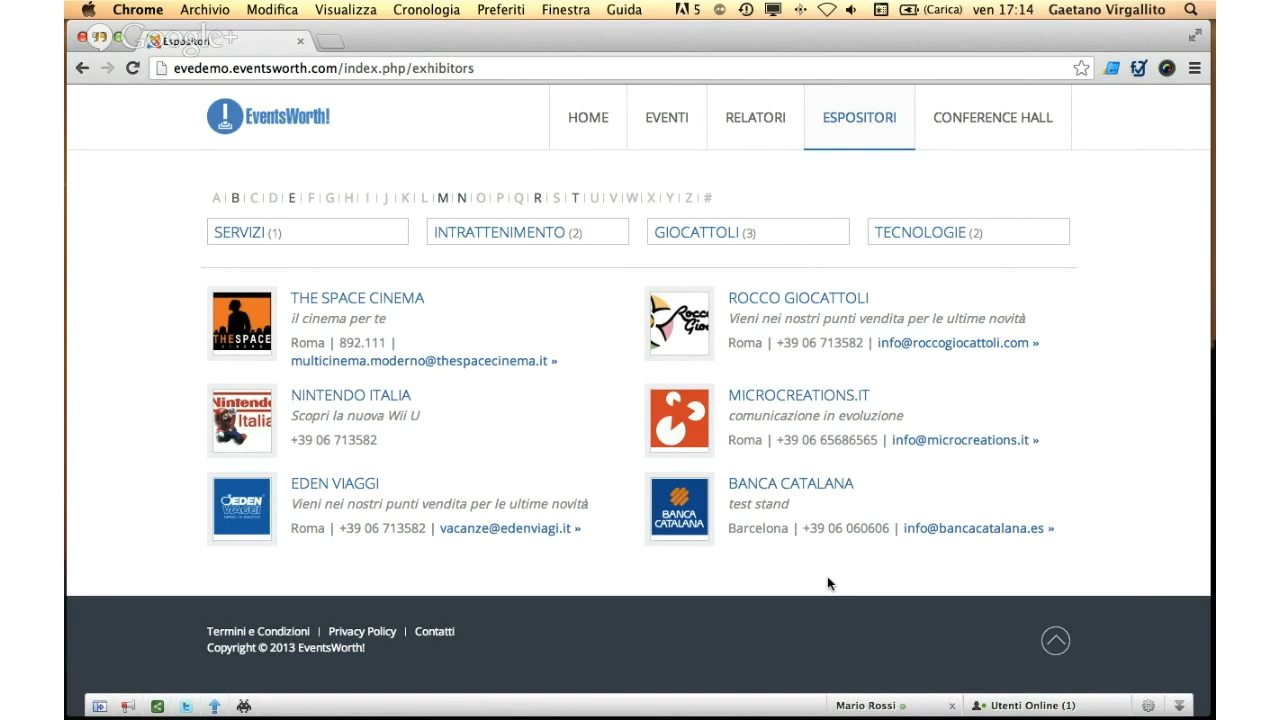 Chrome Archivio Modifica Visualizza Cronologia Preferiti Finestra Guida 5 (Carica) ven 17:14 Gaetano Virgallito
Google+
Espositori
evedemo.eventsworth.com/index.php/exhibitors
EventsWorth! HOME EVENTI RELATORI ESPOSITORI CONFERENCE HALL
A | B | C | D | E | F | G | H | I | J | K | L | M | N | O | P | Q | R | S | T | U | V | W | X | Y | Z | #
SERVIZI (1) INTRATTENIMENTO (2) GIOCATTOLI (3) TECNOLOGIE (2)
THE SPACE CINEMA
il cinema per te
Roma | 892.111 |
multicinema.moderno@thespacecinema.it »
THESPACE
CINEMA
ROCCO GIOCATTOLI
Vieni nei nostri punti vendita per le ultime novità
Roma | +39 06 713582 | info@roccogiocattoli.com »
Rocco
Gio
NINTENDO ITALIA
Scopri la nuova Wii U
+39 06 713582
Nintendo
Italia
MICROCREATIONS.IT
comunicazione in evoluzione
Roma | +39 06 65686565 | info@microcreations.it »
EDEN VIAGGI
Vieni nei nostri punti vendita per le ultime novità
Roma | +39 06 713582 | vacanze@edenviagi.it »
EDEN
VIAGGI
BANCA CATALANA
test stand
Barcelona | +39 06 060606 | info@bancacatalana.es »
BANCA
CATALANA
Termini e Condizioni | Privacy Policy | Contatti
Copyright © 2013 EventsWorth!
Mario Rossi x Utenti Online (1)